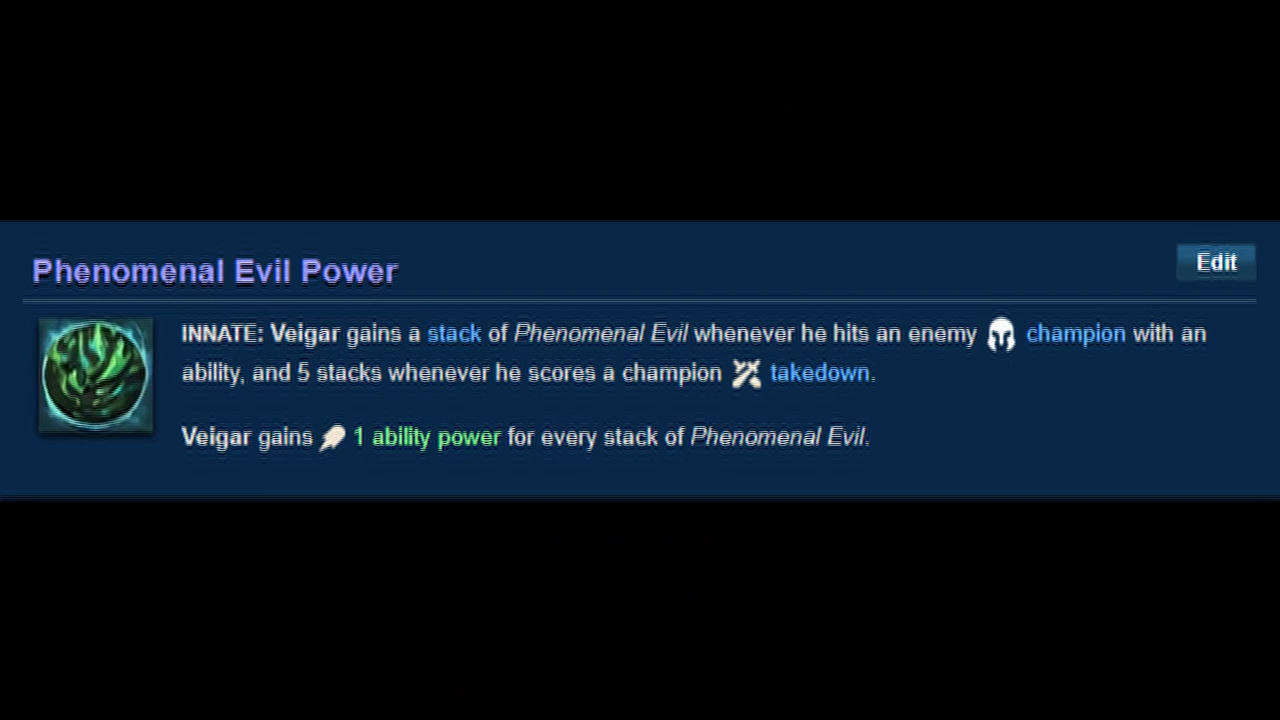 Phenomenal Evil Power
Edit
INNATE: Veigar gains a stack of Phenomenal Evil whenever he hits an enemy champion with an
ability, and 5 stacks whenever he scores a champion takedown.
Veigar gains 1 ability power for every stack of Phenomenal Evil.